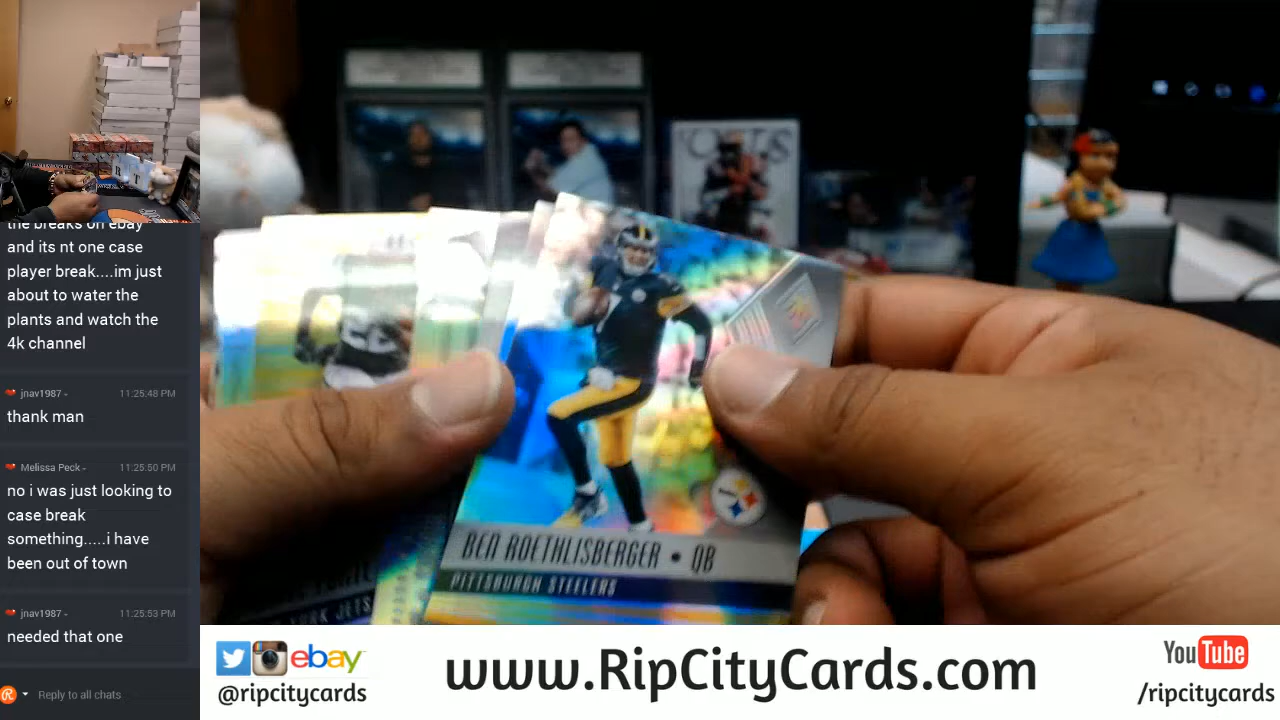 the breaks on ebay
and its nt one case
player break....im just
about to water the
plants and watch the
4k channel
jnav1987 - 11:25:48 PM
thank man
Melissa Peck - 11:25:50 PM
no i was just looking to
case break
something.....i have
been out of town
jnav1987 - 11:25:53 PM
needed that one
Reply to all chats
BEN ROETHLISBERGER • QB
PITTSBURGH STEELERS
YORK JETS
ebay
@ripcitycards
www.RipCityCards.com
YouTube
/ripcitycards